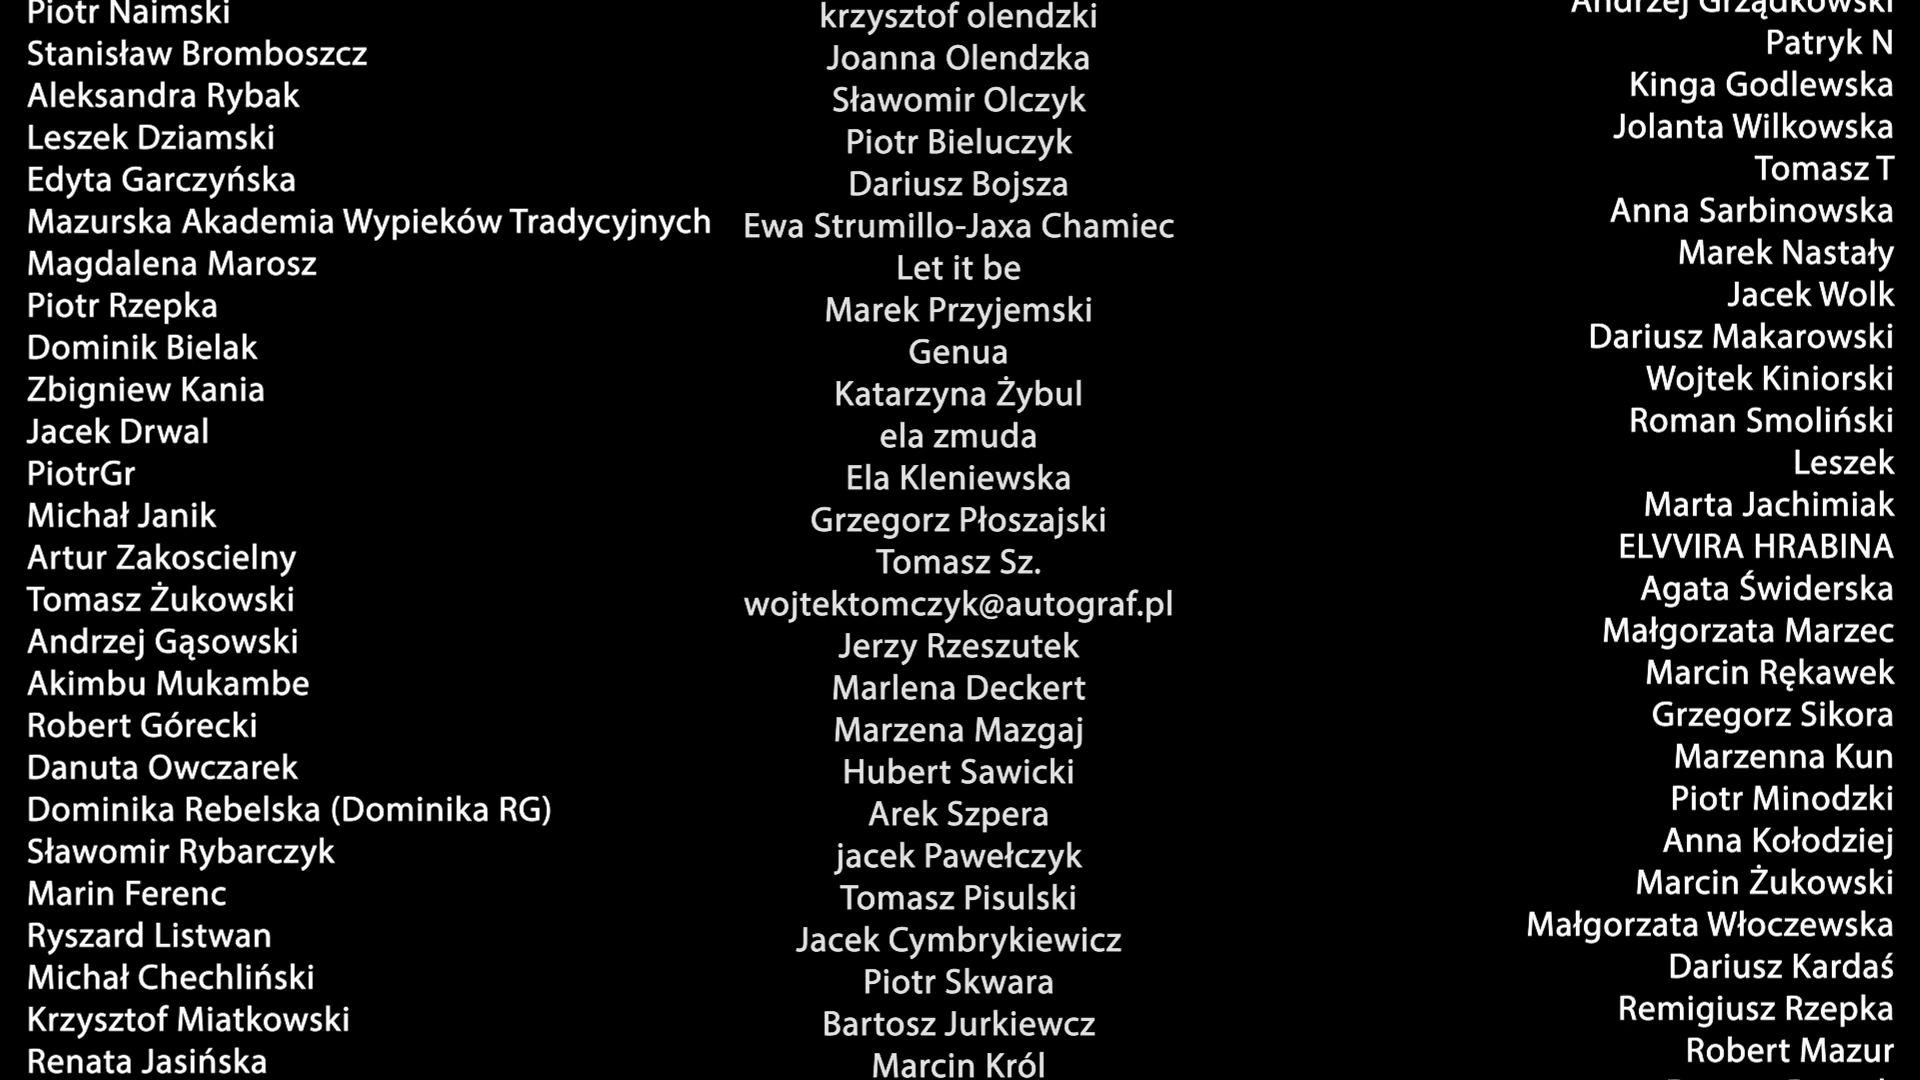 Piotr Naimski
Stanisław Bromboszcz
Aleksandra Rybak
Leszek Dziamski
Edyta Garczyńska
Mazurska Akademia Wypieków Tradycyjnych
Magdalena Marosz
Piotr Rzepka
Dominik Bielak
Zbigniew Kania
Jacek Drwal
PiotrGr
Michał Janik
Artur Zakoscielny
Tomasz Żukowski
Andrzej Gąsowski
Akimbu Mukambe
Robert Górecki
Danuta Owczarek
Dominika Rebelska (Dominika RG)
Sławomir Rybarczyk
Marin Ferenc
Ryszard Listwan
Michał Chechliński
Krzysztof Miatkowski
Renata Jasińska
krzysztof olendzki
Joanna Olendzka
Sławomir Olczyk
Piotr Bieluczyk
Dariusz Bojsza
Ewa Strumillo-Jaxa Chamiec
Let it be
Marek Przyjemski
Genua
Katarzyna Żybul
ela zmuda
Ela Kleniewska
Grzegorz Płoszajski
Tomasz Sz.
wojtektomczyk@autograf.pl
Jerzy Rzeszutek
Marlena Deckert
Marzena Mazgaj
Hubert Sawicki
Arek Szpera
jacek Pawełczyk
Tomasz Pisulski
Jacek Cymbrykiewicz
Piotr Skwara
Bartosz Jurkiewcz
Marcin Król
Andrzej Grządkowski
Patryk N
Kinga Godlewska
Jolanta Wilkowska
Tomasz T
Anna Sarbinowska
Marek Nastały
Jacek Wolk
Dariusz Makarowski
Wojtek Kiniorski
Roman Smoliński
Leszek
Marta Jachimiak
ELVVIRA HRABINA
Agata Świderska
Małgorzata Marzec
Marcin Rękawek
Grzegorz Sikora
Marzenna Kun
Piotr Minodzki
Anna Kołodziej
Marcin Żukowski
Małgorzata Włoczewska
Dariusz Kardaś
Remigiusz Rzepka
Robert Mazur